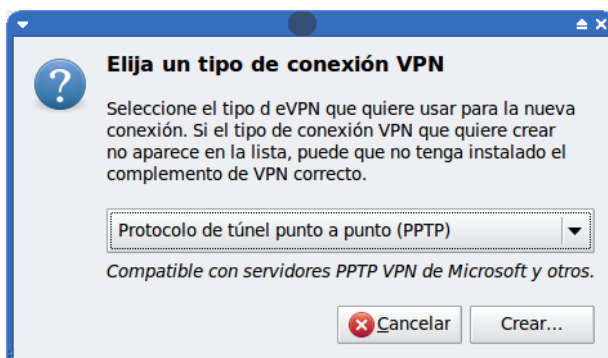 Elija un tipo de conexión VPN
Seleccione el tipo d eVPN que quiere usar para la nueva
conexión. Si el tipo de conexión VPN que quiere crear
no aparece en la lista, puede que no tenga instalado el
complemento de VPN correcto.
Protocolo de túnel punto a punto (PPTP)
Compatible con servidores PPTP VPN de Microsoft y otros.
Cancelar
Crear...